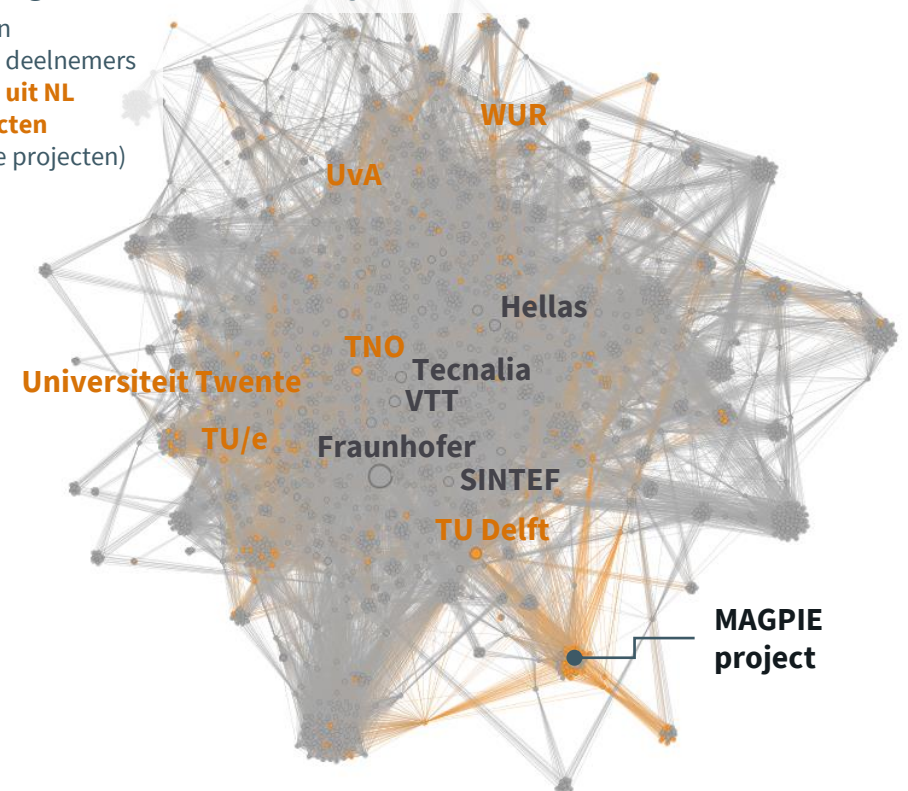 deelnemers
uit NL
projecten)
WUR
UvA
Hellas
TNO
Tecnalia
Universiteit Twente
VTT
TU/e
Fraunhofer
SINTEF
TU Delft
MAGPIE
project